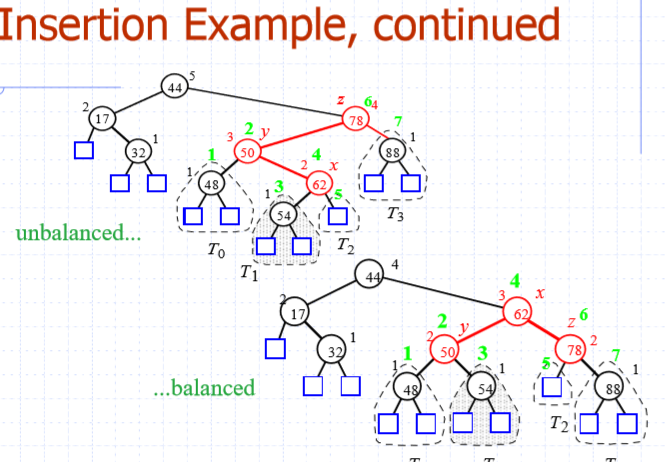 Insertion Example, continued
44 5
2 17
z 6 4
78
7
32 1
3 2 y
50
88 1
1
1 48
4
2 x
62
3
1 54
5
T3
unbalanced...
T0
T1
T2
44 4
2 17
4
3 x
62
32 1
2
2 y
50
z 6
78 2
1
1 48
3
54 1
5
7
88 1
...balanced
T2